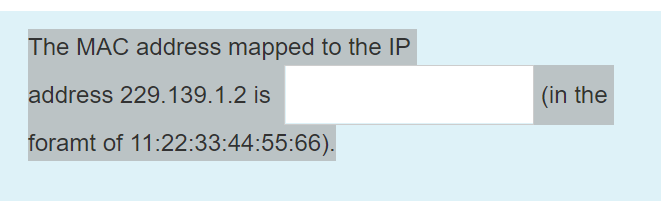 The MAC address mapped to the IP
address 229.139.1.2 is (in the
foramt of 11:22:33:44:55:66).